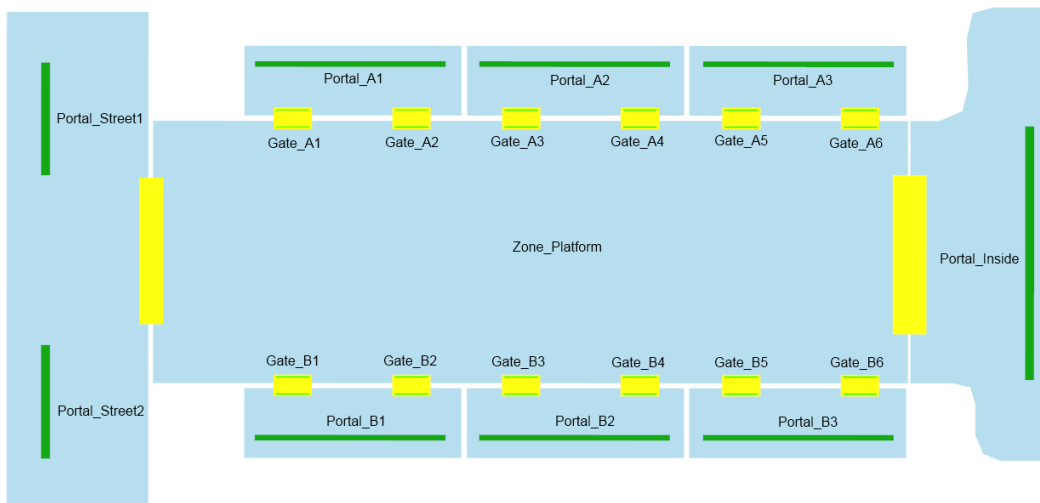 Portal_A1
Portal_A2
Portal_A3
Portal_Street1
Gate_A1
Gate_A2
Gate_A3
Gate_A4
Gate_A5
Gate_A6
Zone_Platform
Portal_Inside
Gate_B1
Gate_B2
Gate_B3
Gate_B4
Gate_B5
Gate_B6
Portal_Street2
Portal_B1
Portal_B2
Portal_B3